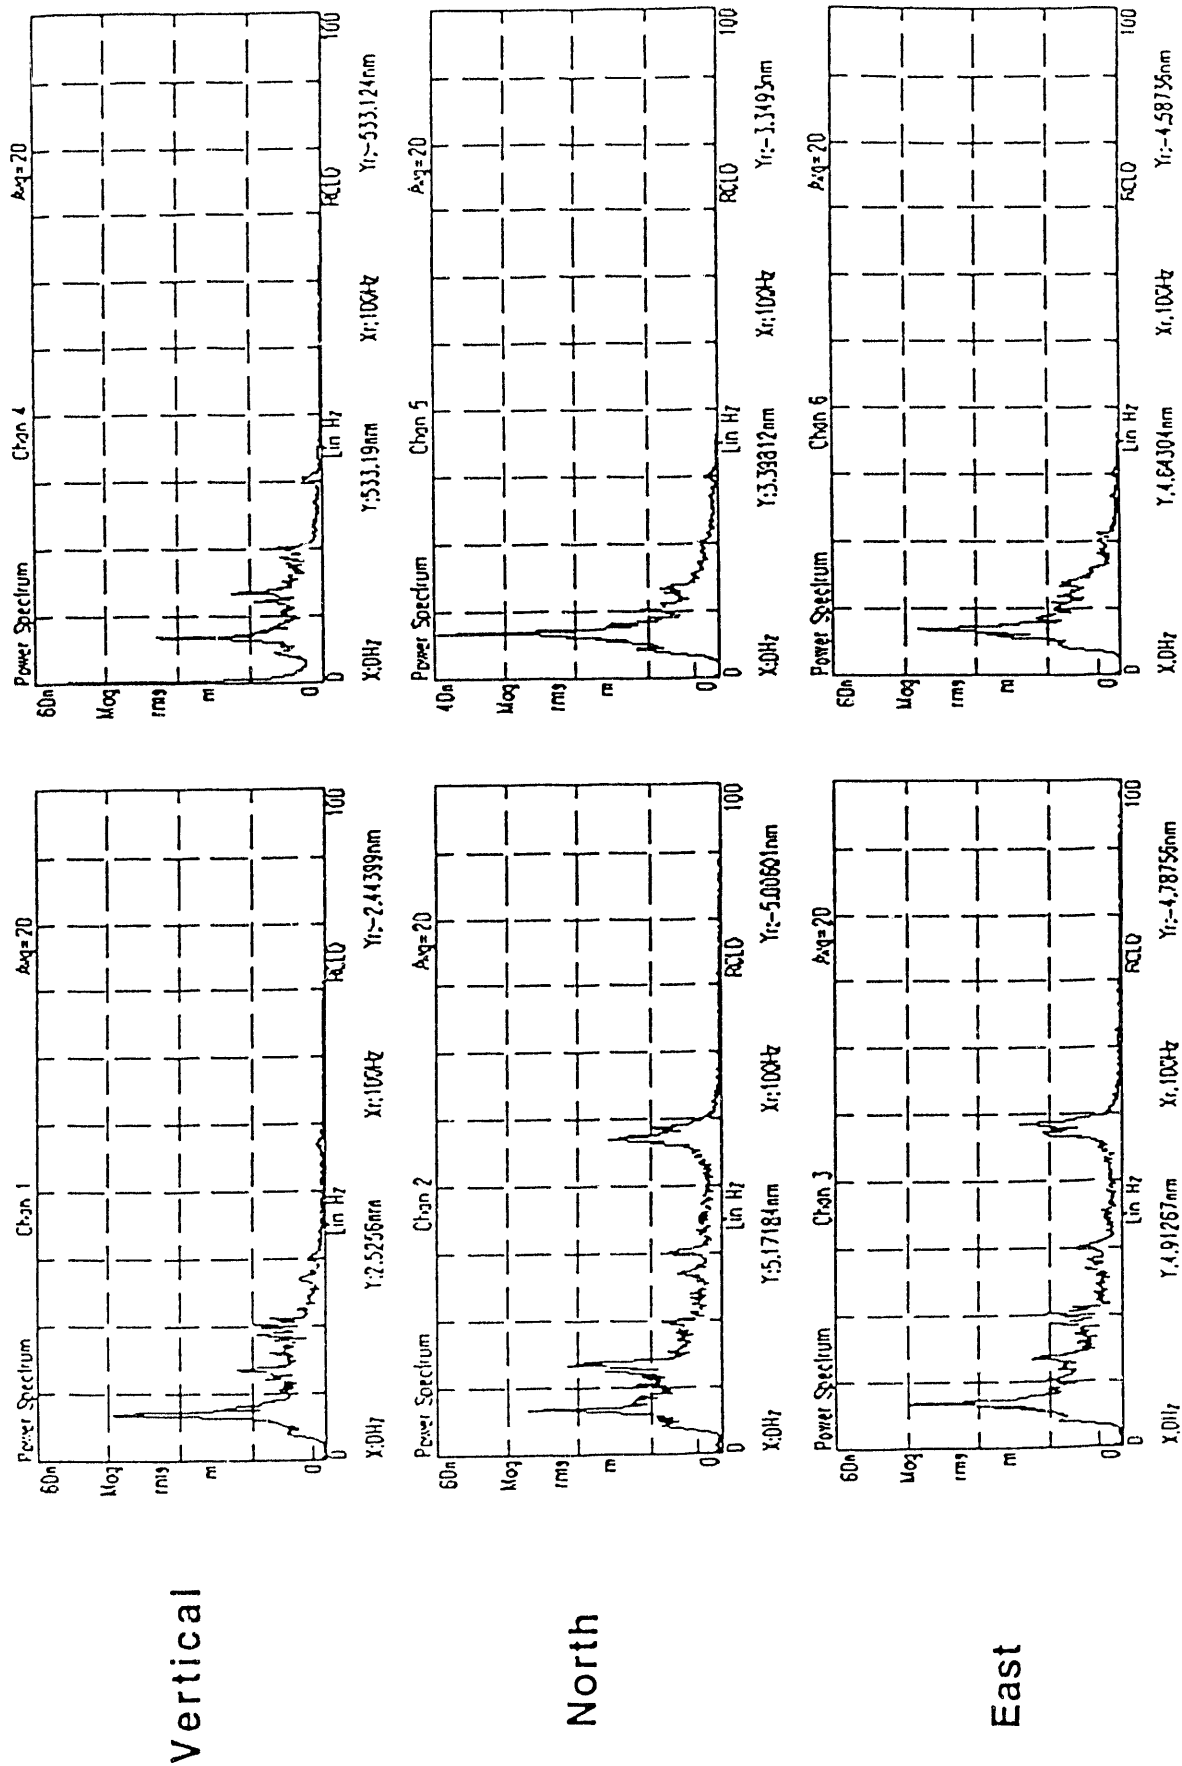 Vertical
Power Spectrum Chan 1 Avg=20
60n
Mag
rms
m
0
0 Lin Hz RCLD 100
X:0Hz Y:2.5256nm Xr:100Hz Yr:-2.44399nm
Power Spectrum Chan 4 Avg=20
60n
Mag
rms
m
0
0 Lin Hz RCLD 100
X:0Hz Y:533.19nm Xr:100Hz Yr:-533.124nm
North
Power Spectrum Chan 2 Avg=20
60n
Mag
rms
m
0
0 Lin Hz RCLD 100
X:0Hz Y:5.17184nm Xr:100Hz Yr:-5.00601nm
Power Spectrum Chan 5 Avg=20
40n
Mag
rms
m
0
0 Lin Hz RCLD 100
X:0Hz Y:3.39812nm Xr:100Hz Yr:-3.3493nm
East
Power Spectrum Chan 3 Avg=20
60n
Mag
rms
m
0
0 Lin Hz RCLD 100
X:0Hz Y:4.91267nm Xr:100Hz Yr:-4.78756nm
Power Spectrum Chan 6 Avg=20
60n
Mag
rms
m
0
0 Lin Hz RCLD 100
X:0Hz Y:4.64304nm Xr:100Hz Yr:-4.58736nm